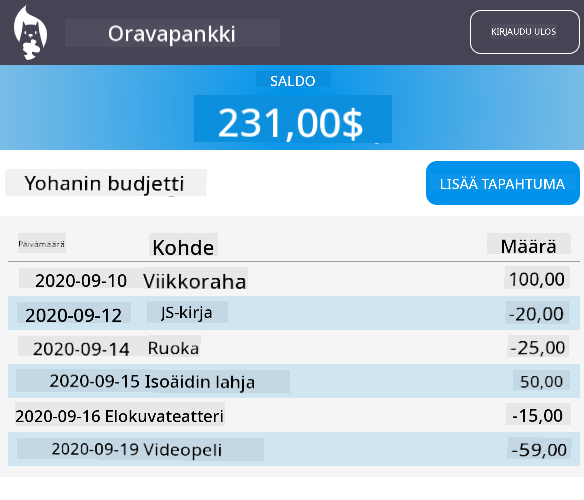 Oravapankki
KIRJAUDU ULOS
SALDO
231,00$
Yohanin budjetti
LISÄÄ TAPAHTUMA
Päivämäärä Kohde Määrä
2020-09-10 Viikkoraha 100,00
2020-09-12 JS-kirja -20,00
2020-09-14 Ruoka -25,00
2020-09-15 Isoäidin lahja 50,00
2020-09-16 Elokuvateatteri -15,00
2020-09-19 Videopeli -59,00